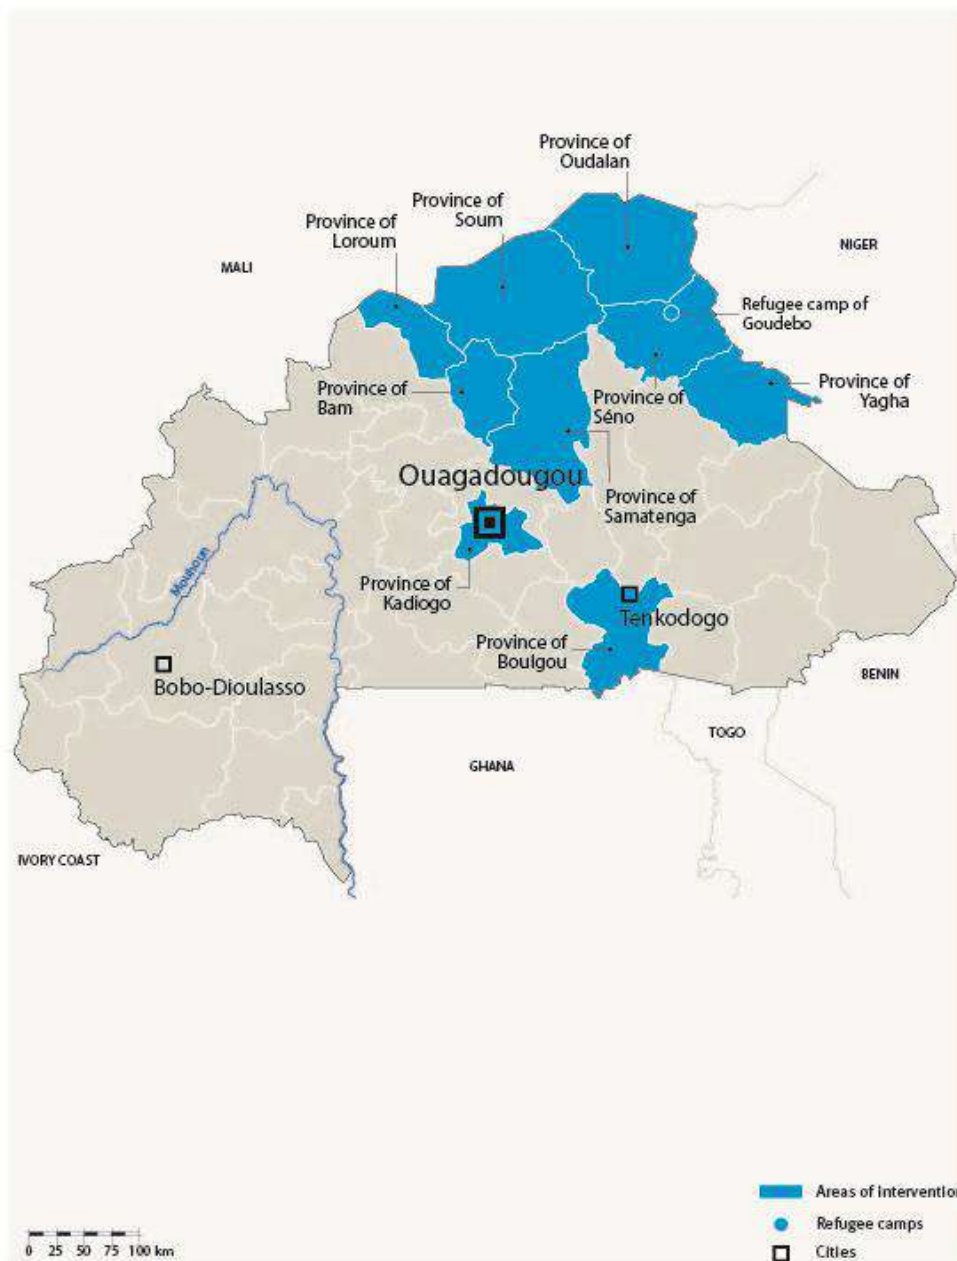 Province of
Oudalan
Province of
Soum
Province of
Loroum
NIGER
MALI
Refugee camp of
Goudebo
Province of
Bam
Province of
Séno
Province of
Yagha
Ouagadougou
Province of
Samatenga
Mouhoun
Province of
Kadiogo
Tenkodogo
Province of
Boulgou
Bobo-Dioulasso
BENIN
TOGO
GHANA
IVORY COAST
Areas of intervention
Refugee camps
Cities
0 25 50 75 100 km